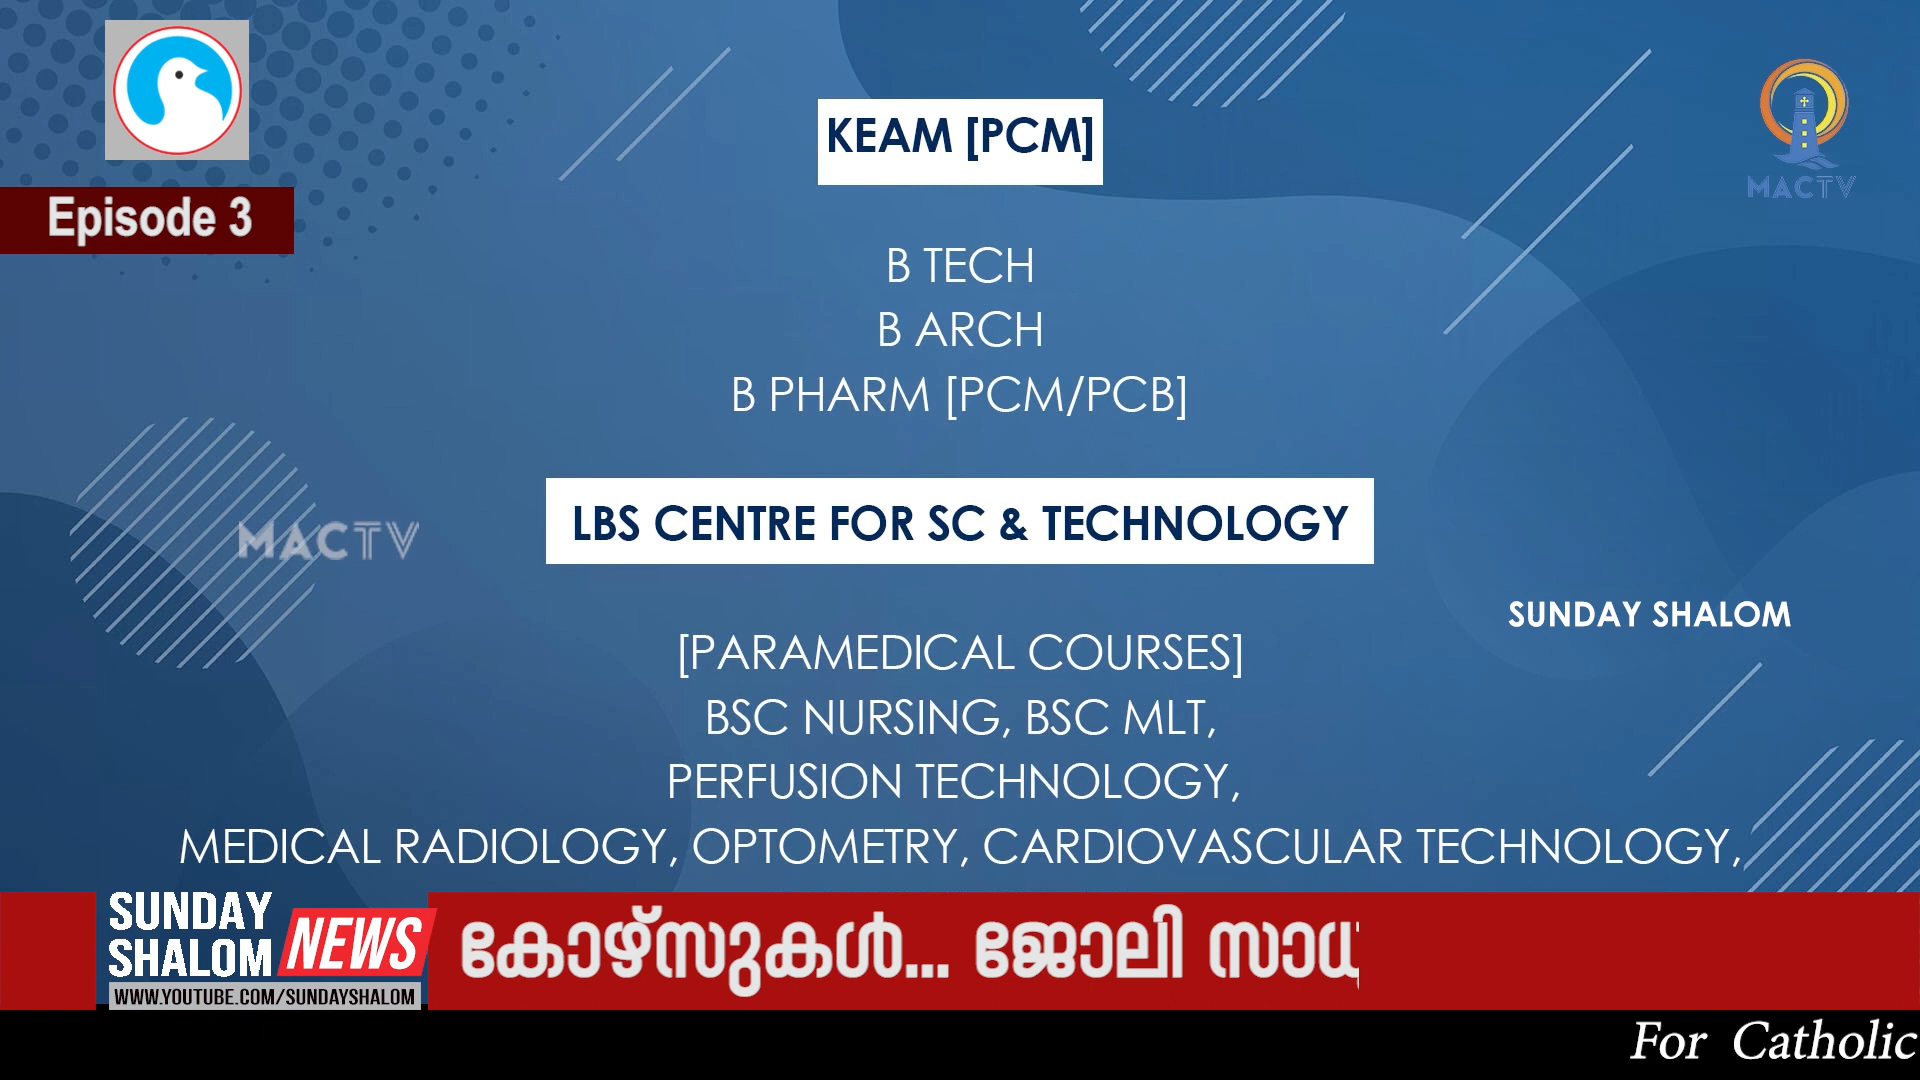 KEAM [PCM]
MACTV
Episode 3
B TECH
B ARCH
B PHARM [PCM/PCB]
LBS CENTRE FOR SC & TECHNOLOGY
MACTV
SUNDAY SHALOM
[PARAMEDICAL COURSES]
BSC NURSING, BSC MLT,
PERFUSION TECHNOLOGY,
MEDICAL RADIOLOGY, OPTOMETRY, CARDIOVASCULAR TECHNOLOGY,
SUNDAY
SHALOM
NEWS
WWW.YOUTUBE.COM/SUNDAYSHALOM
കോഴ്സുകൾ... ജോലി
For Catholic